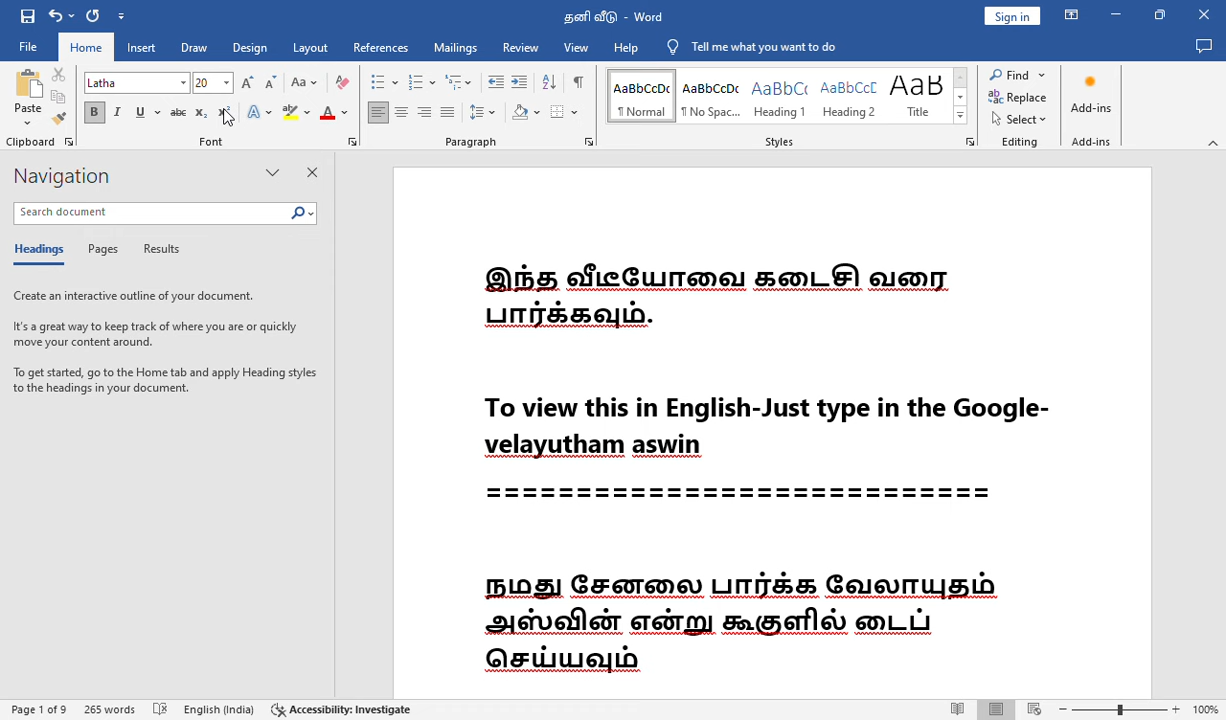 தனி வீடு - Word
Sign in
File Home Insert Draw Design Layout References Mailings Review View Help Tell me what you want to do
Paste
Latha 20
Aa
B I U abc x₂ x² A A
AaBbCcDc AaBbCcDc AaBbCc AaBbCcD AaB
¶ Normal ¶ No Spac... Heading 1 Heading 2 Title
Find
Replace
Select
Add-ins
Clipboard Font Paragraph Styles Editing Add-ins
Navigation
Search document
Headings Pages Results
Create an interactive outline of your document.
It's a great way to keep track of where you are or quickly
move your content around.
To get started, go to the Home tab and apply Heading styles
to the headings in your document.
இந்த வீடீயோவை கடைசி வரை
பார்க்கவும்.
To view this in English-Just type in the Google-
velayutham aswin
============================
நமது சேனலை பார்க்க வேலாயுதம்
அஸ்வின் என்று கூகுளில் டைப்
செய்யவும்
Page 1 of 9 265 words English (India) Accessibility: Investigate 100%